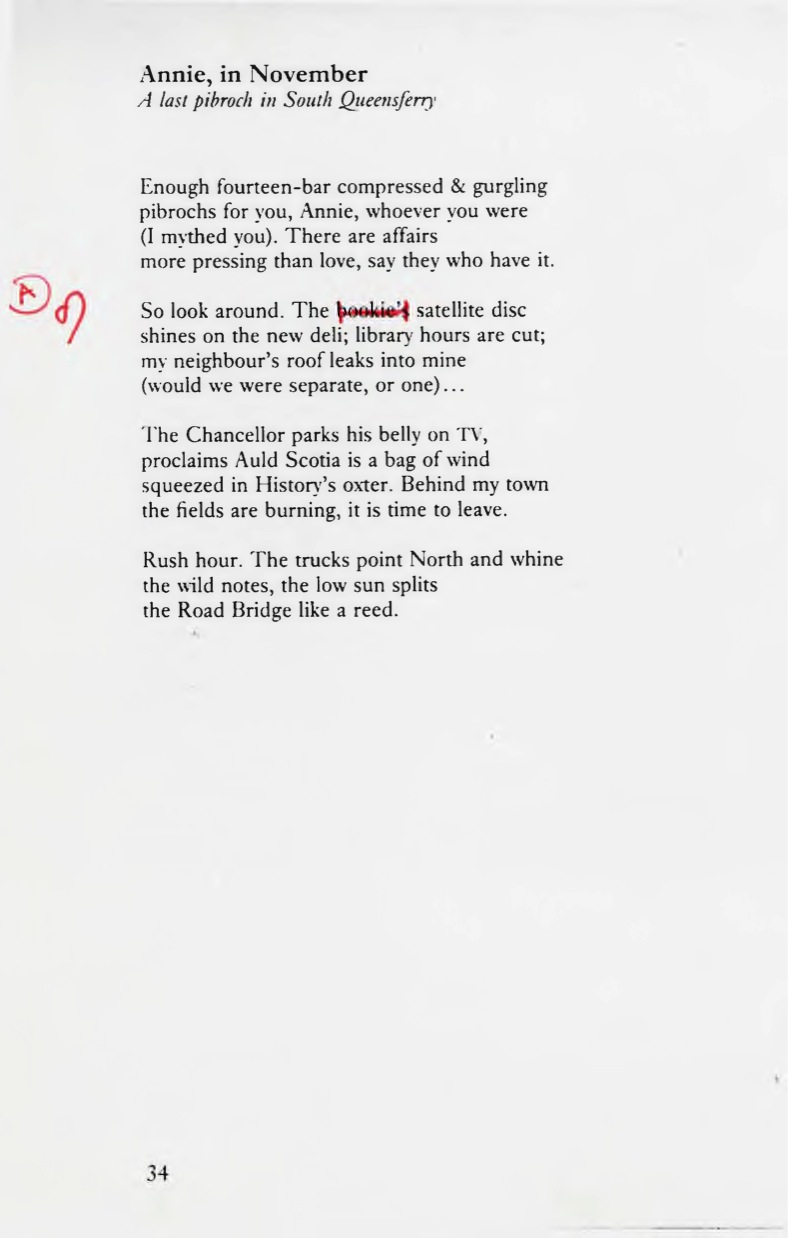 Annie, in November
A last pibroch in South Queensferry
Enough fourteen-bar compressed & gurgling
pibrochs for you, Annie, whoever you were
(I mythed you). There are affairs
more pressing than love, say they who have it.
A
So look around. The bookie's satellite disc
shines on the new deli; library hours are cut;
my neighbour's roof leaks into mine
(would we were separate, or one)...
The Chancellor parks his belly on TV,
proclaims Auld Scotia is a bag of wind
squeezed in History's oxter. Behind my town
the fields are burning, it is time to leave.
Rush hour. The trucks point North and whine
the wild notes, the low sun splits
the Road Bridge like a reed.
34